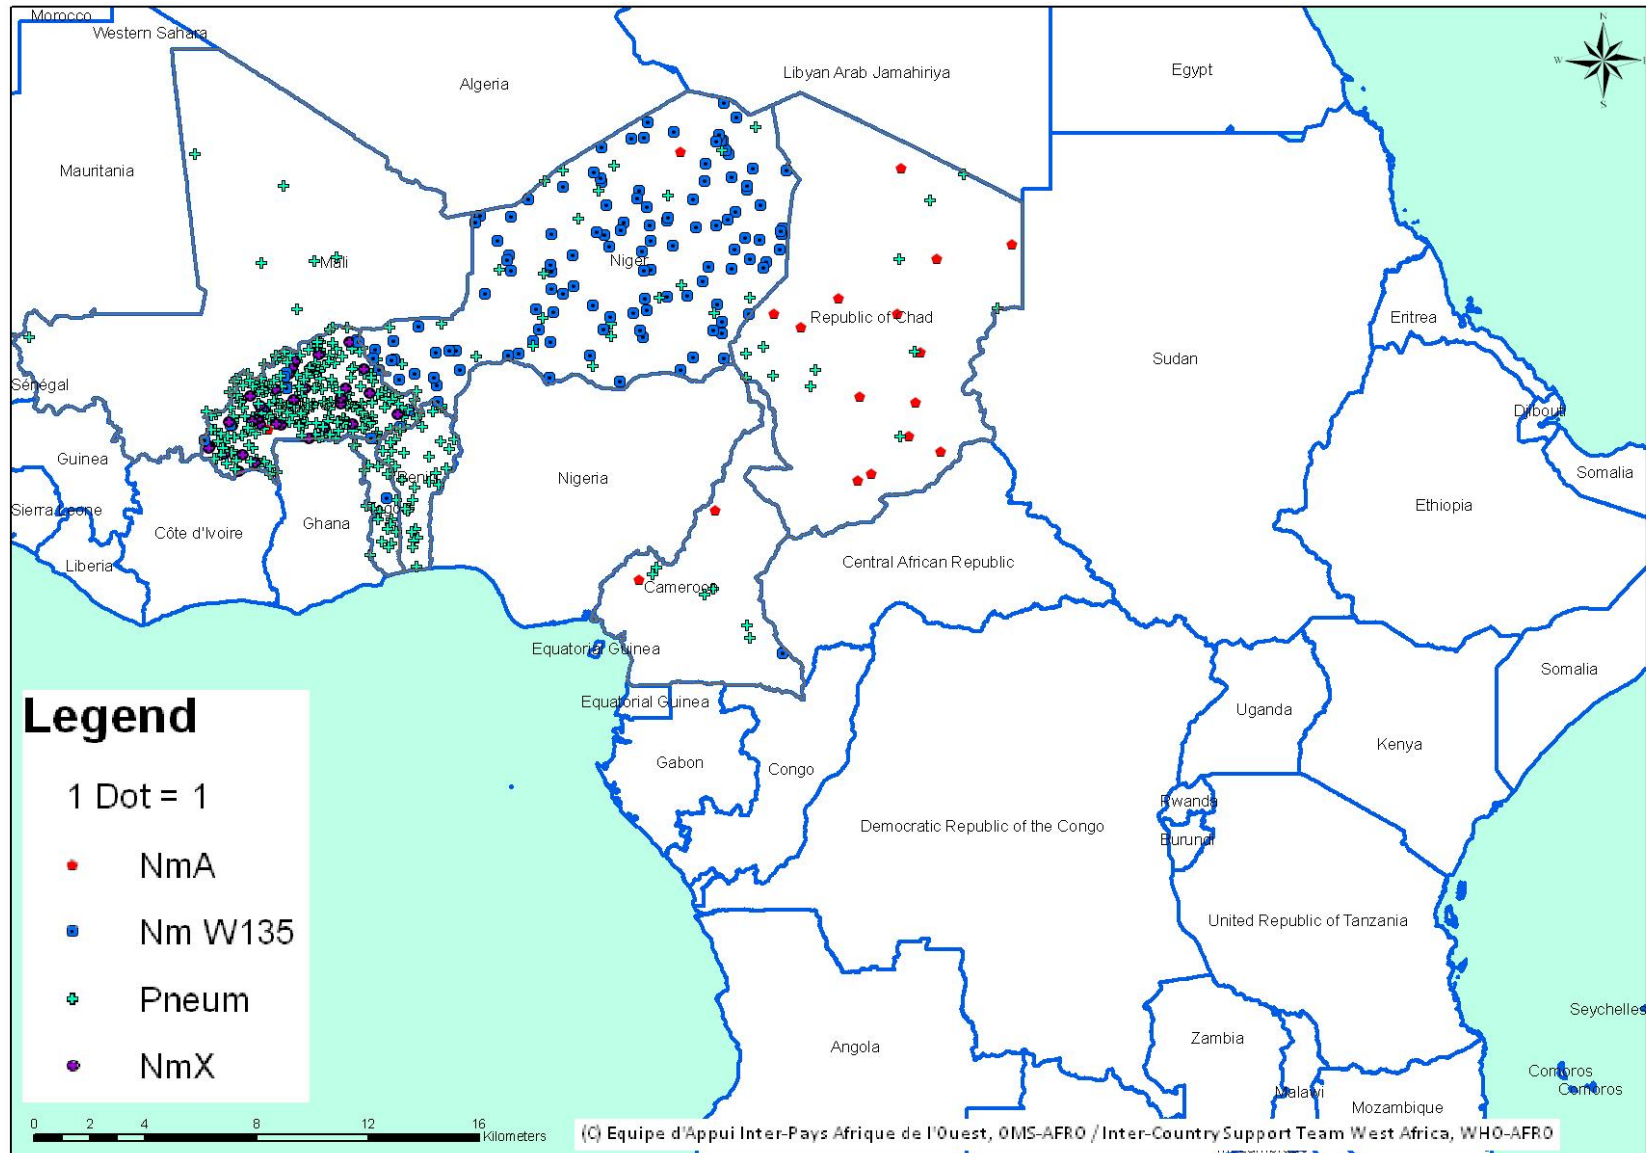 Morocco
N
Western Sahara
W
S
Algeria
Libyan Arab Jamahiriya
Egypt
Mauritania
Mali
Niger
Republic of Chad
Eritrea
Sudan
Sénégal
Djibouti
Guinea
Benin
Nigeria
Somalia
Sierra Leone
Togo
Ethiopia
Côte d'Ivoire
Ghana
Liberia
Central African Republic
Cameroon
Equatorial Guinea
Somalia
Equatorial Guinea
Uganda
Kenya
Gabon
Congo
Rwanda
Democratic Republic of the Congo
Burundi
United Republic of Tanzania
Seychelles
Angola
Zambia
Comoros
Comoros
Malawi
Mozambique
Legend
1 Dot = 1
NmA
Nm W135
Pneum
NmX
0 2 4 8 12 16
Kilometers
(C) Equipe d'Appui Inter-Pays Afrique de l'Ouest, OMS-AFRO / Inter-Country Support Team West Africa, WHO-AFRO